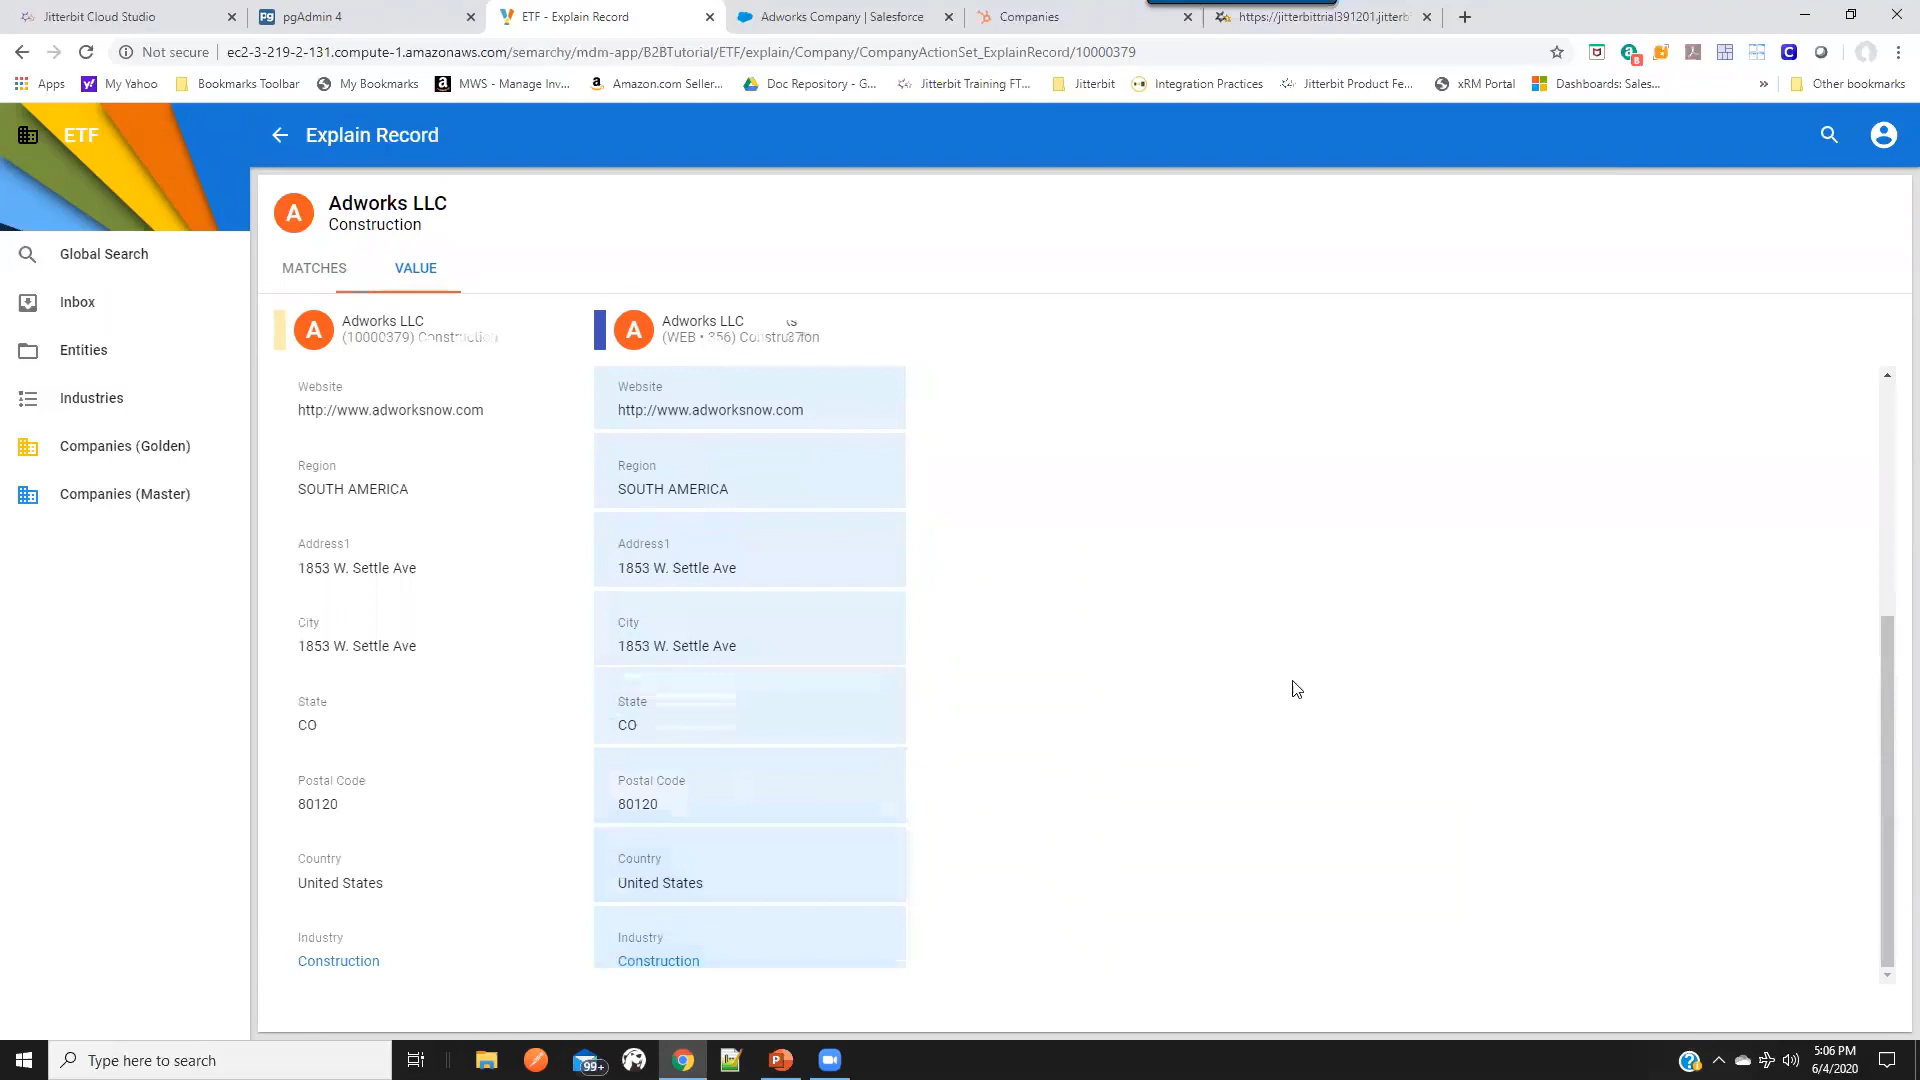 Jitterbit Cloud Studio
pgAdmin 4
ETF - Explain Record
Adworks Company | Salesforce
Companies
https://jitterbittrial391201.jitterb
Not secure
ec2-3-219-2-131.compute-1.amazonaws.com/semarchy/mdm-app/B2BTutorial/ETF/explain/Company/CompanyActionSet_ExplainRecord/10000379
Apps
My Yahoo
Bookmarks Toolbar
My Bookmarks
MWS - Manage Inv...
Amazon.com Seller...
Doc Repository - G...
Jitterbit Training FT...
Jitterbit
Integration Practices
Jitterbit Product Fe...
xRM Portal
Dashboards: Sales...
»
Other bookmarks
ETF
Explain Record
A
Adworks LLC
Construction
MATCHES
VALUE
Global Search
Inbox
Entities
Industries
Companies (Golden)
Companies (Master)
A
Adworks LLC
(10000379) Construction
A
Adworks LLC
(WEB •
Website
http://www.adworksnow.com
Website
http://www.adworksnow.com
Region
SOUTH AMERICA
Region
SOUTH AMERICA
Address1
1853 W. Settle Ave
Address1
1853 W. Settle Ave
City
1853 W. Settle Ave
City
1853 W. Settle Ave
State
CO
State
CO
Postal Code
80120
Postal Code
80120
Country
United States
Country
United States
Industry
Construction
Industry
Construction
Type here to search
99+
5:06 PM
6/4/2020